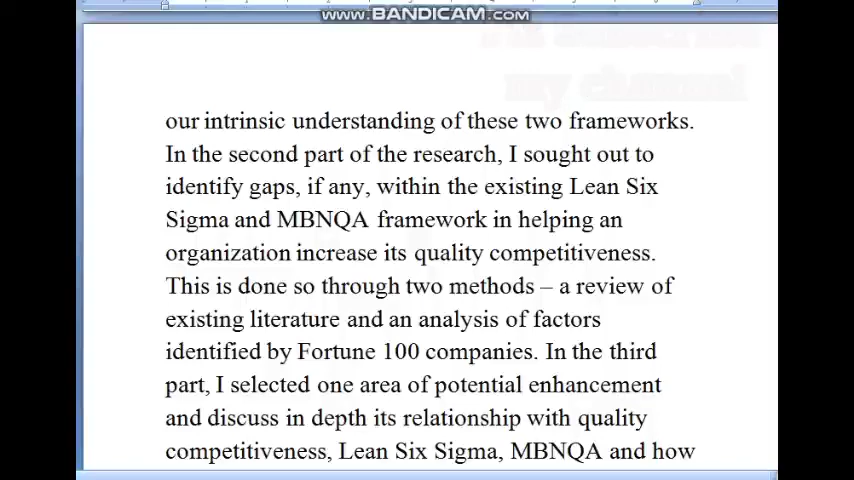 www.BANDICAM.com
my channel
our intrinsic understanding of these two frameworks.
In the second part of the research, I sought out to
identify gaps, if any, within the existing Lean Six
Sigma and MBNQA framework in helping an
organization increase its quality competitiveness.
This is done so through two methods – a review of
existing literature and an analysis of factors
identified by Fortune 100 companies. In the third
part, I selected one area of potential enhancement
and discuss in depth its relationship with quality
competitiveness, Lean Six Sigma, MBNQA and how